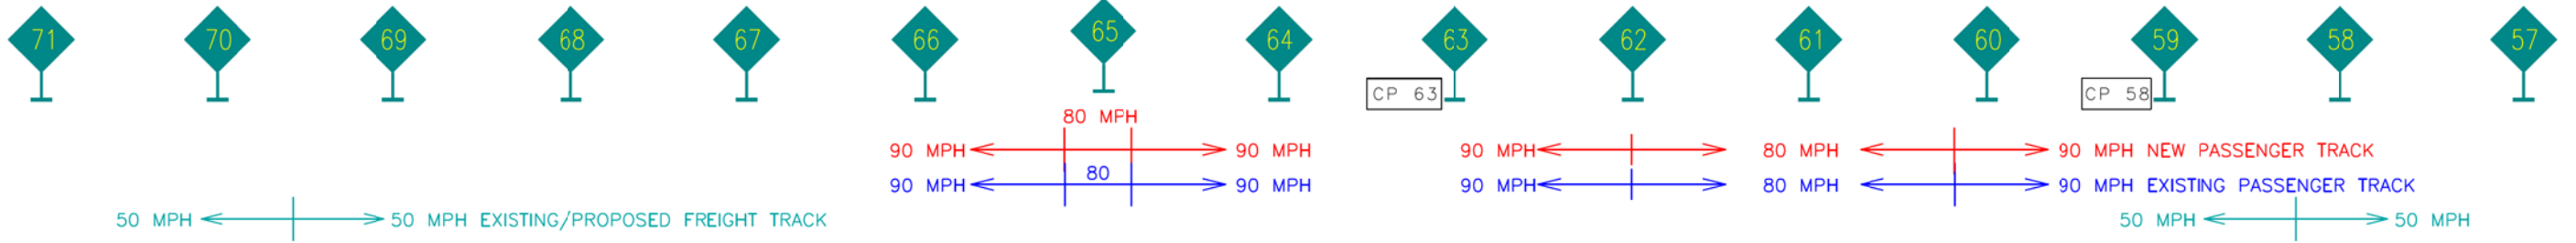 71 70 69 68 67 66 65 64 63 62 61 60 59 58 57
CP 63 CP 58
80 MPH
90 MPH 90 MPH 90 MPH 80 MPH 90 MPH NEW PASSENGER TRACK
80
90 MPH 90 MPH 90 MPH 80 MPH 90 MPH EXISTING PASSENGER TRACK
50 MPH 50 MPH EXISTING/PROPOSED FREIGHT TRACK 50 MPH 50 MPH